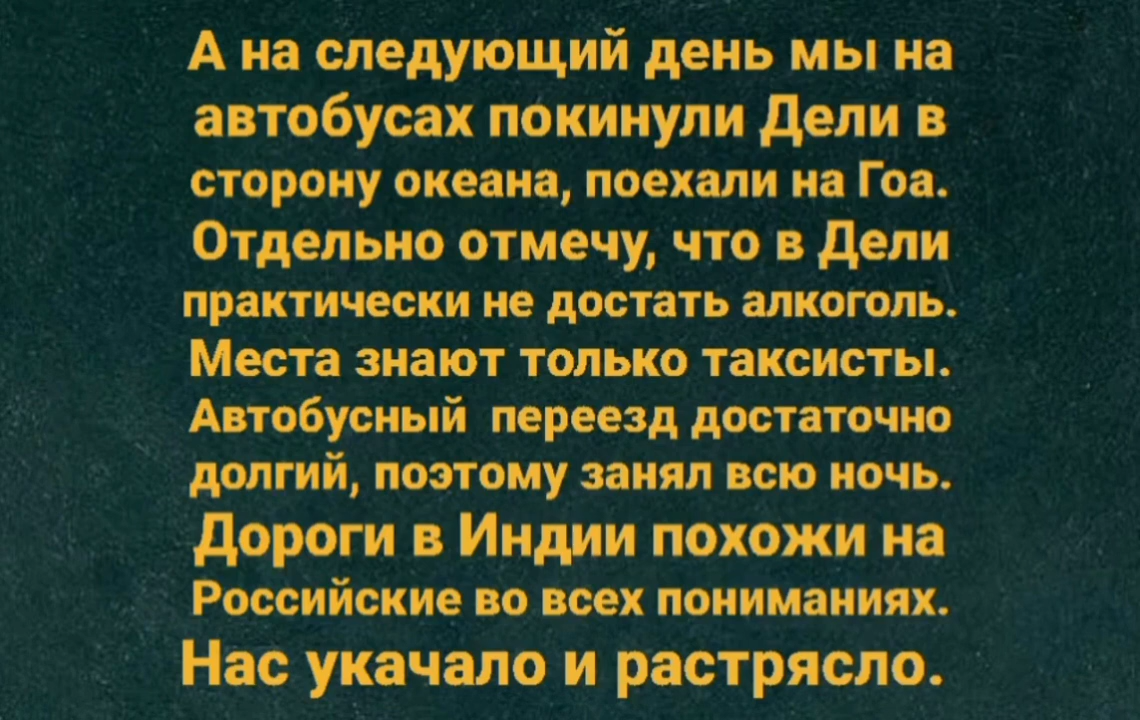 А на следующий день мы на
автобусах покинули Дели в
сторону океана, поехали на Гоа.
Отдельно отмечу, что в Дели
практически не достать алкоголь.
Места знают только таксисты.
Автобусный переезд достаточно
долгий, поэтому занял всю ночь.
Дороги в Индии похожи на
Российские во всех пониманиях.
Нас укачало и растрясло.